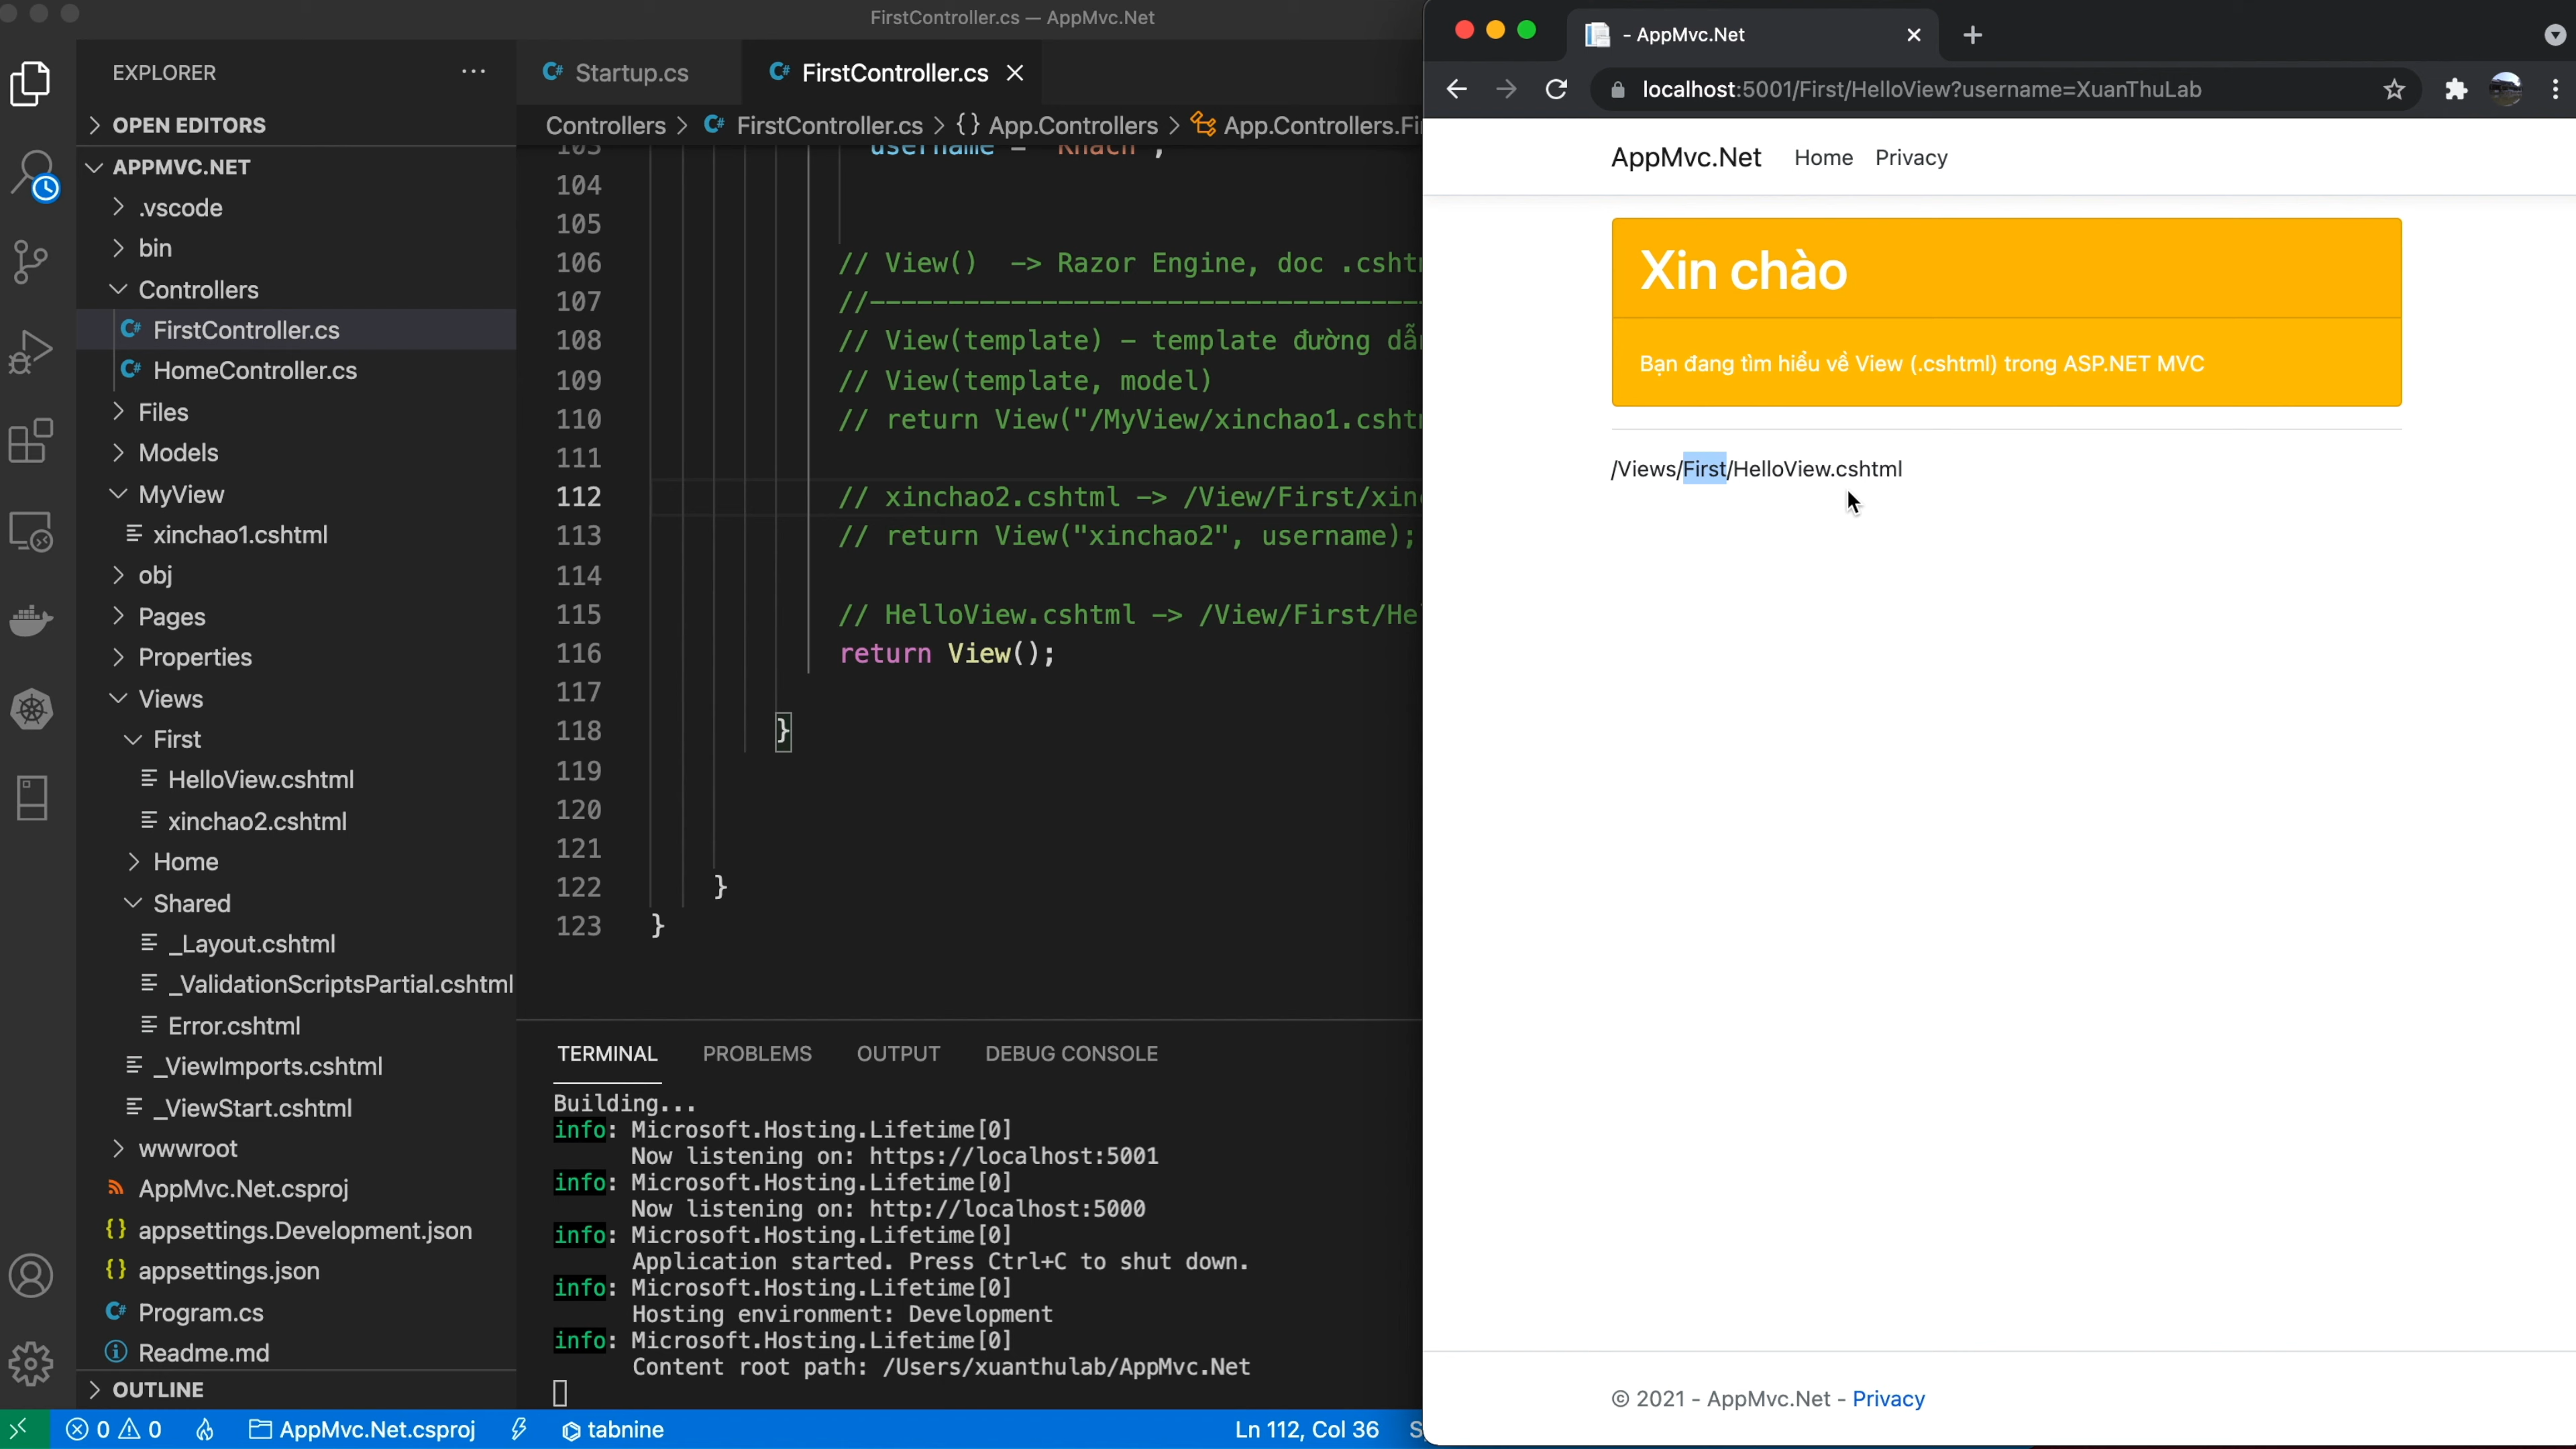 FirstController.cs — AppMvc.Net
EXPLORER
OPEN EDITORS
APPMVC.NET
.vscode
bin
Controllers
FirstController.cs
HomeController.cs
Files
Models
MyView
xinchao1.cshtml
obj
Pages
Properties
Views
First
HelloView.cshtml
xinchao2.cshtml
Home
Shared
_Layout.cshtml
_ValidationScriptsPartial.cshtml
Error.cshtml
_ViewImports.cshtml
_ViewStart.cshtml
wwwroot
AppMvc.Net.csproj
appsettings.Development.json
appsettings.json
Program.cs
Readme.md
OUTLINE
Startup.cs
FirstController.cs
Controllers > FirstController.cs > {} App.Controllers > App.Controllers.Fi
103 username = "Khach";
104
105
106 // View() -> Razor Engine, doc .csht
107 //-----------------------------------
108 // View(template) - template đường dẫ
109 // View(template, model)
110 // return View("/MyView/xinchao1.csht
111
112 // xinchao2.cshtml -> /View/First/xin
113 // return View("xinchao2", username);
114
115 // HelloView.cshtml -> /View/First/He
116 return View();
117
118 }
119
120
121
122 }
123 }
TERMINAL PROBLEMS OUTPUT DEBUG CONSOLE
Building...
info: Microsoft.Hosting.Lifetime[0]
Now listening on: https://localhost:5001
info: Microsoft.Hosting.Lifetime[0]
Now listening on: http://localhost:5000
info: Microsoft.Hosting.Lifetime[0]
Application started. Press Ctrl+C to shut down.
info: Microsoft.Hosting.Lifetime[0]
Hosting environment: Development
info: Microsoft.Hosting.Lifetime[0]
Content root path: /Users/xuanthulab/AppMvc.Net
0 0 AppMvc.Net.csproj tabnine Ln 112, Col 36 S
- AppMvc.Net
localhost:5001/First/HelloView?username=XuanThuLab
AppMvc.Net Home Privacy
Xin chào
Bạn đang tìm hiểu về View (.cshtml) trong ASP.NET MVC
/Views/First/HelloView.cshtml
© 2021 - AppMvc.Net - Privacy